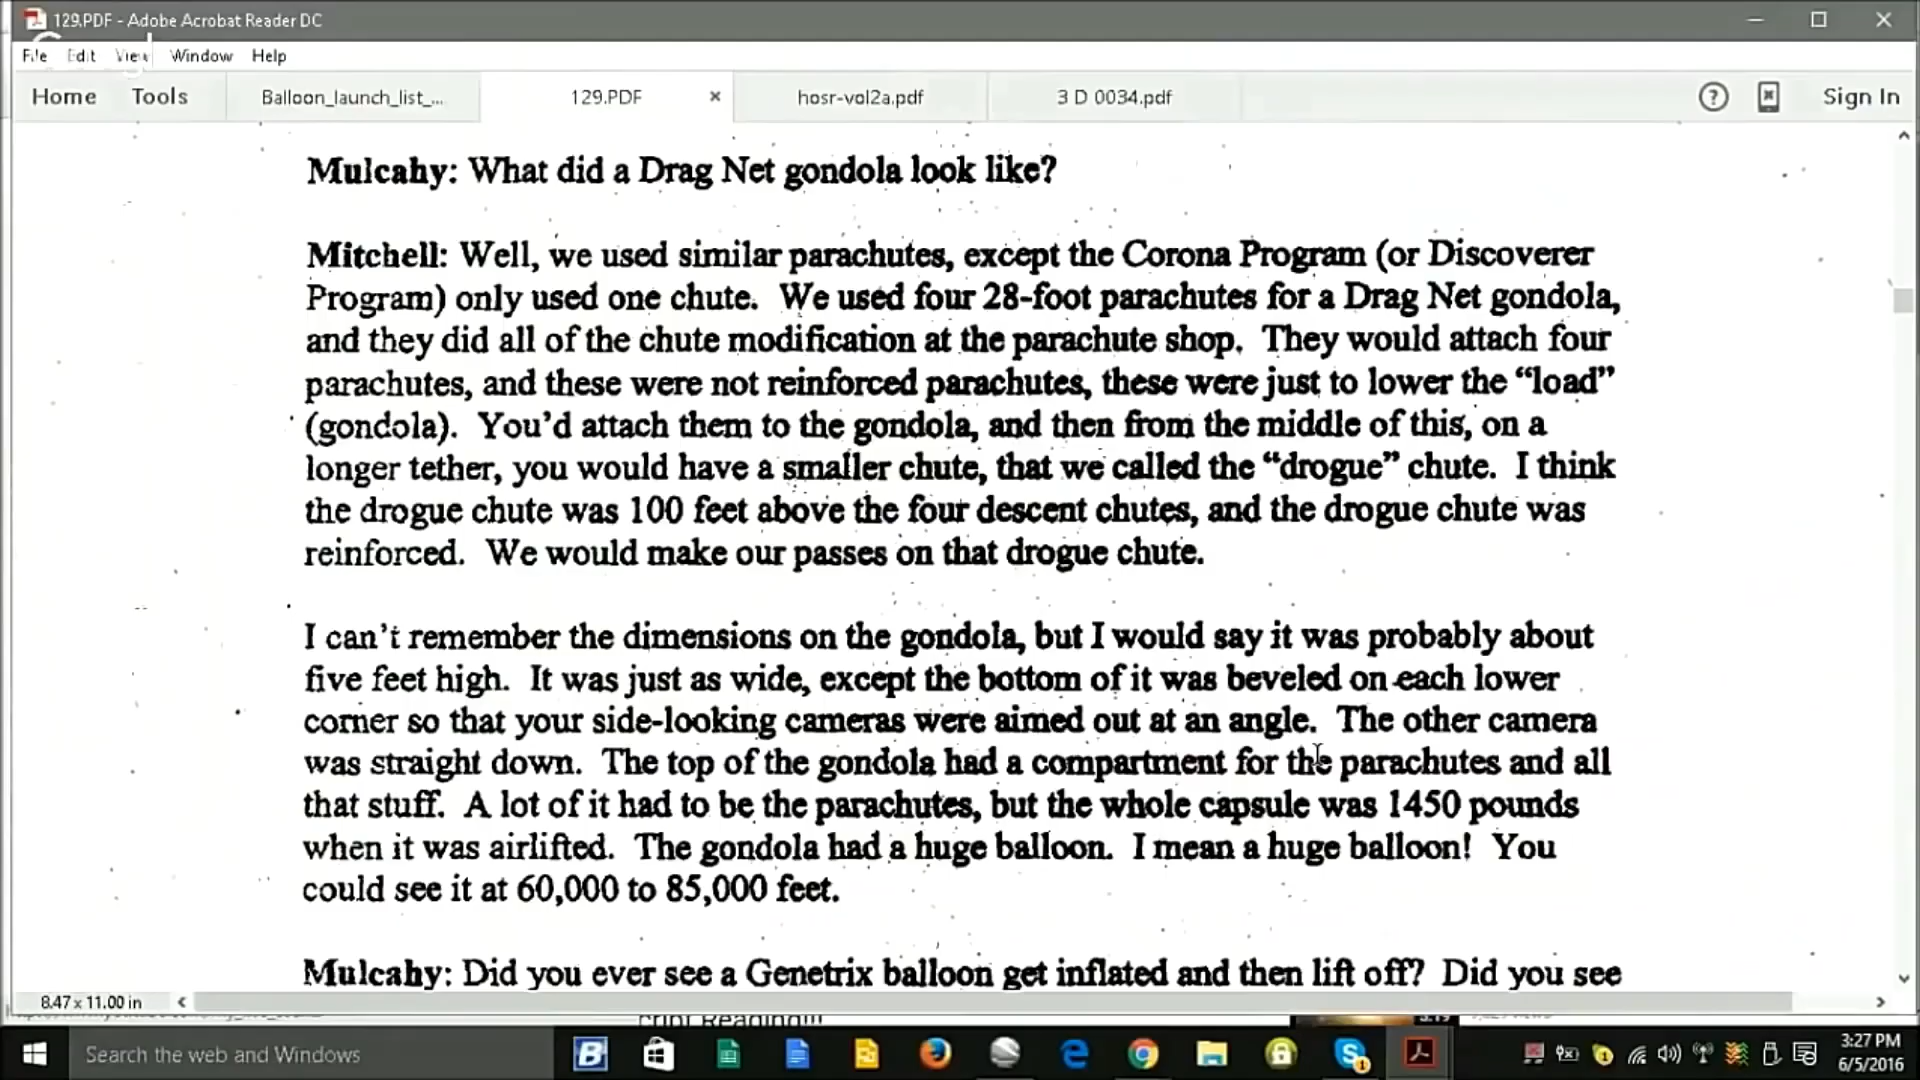 129.PDF - Adobe Acrobat Reader DC
File Edit View Window Help
Home Tools Balloon_launch_list_... 129.PDF × hosr-vol2a.pdf 3 D 0034.pdf ? Sign In
Mulcahy: What did a Drag Net gondola look like?
Mitchell: Well, we used similar parachutes, except the Corona Program (or Discoverer
Program) only used one chute. We used four 28-foot parachutes for a Drag Net gondola,
and they did all of the chute modification at the parachute shop. They would attach four
parachutes, and these were not reinforced parachutes, these were just to lower the “load”
(gondola). You’d attach them to the gondola, and then from the middle of this, on a
longer tether, you would have a smaller chute, that we called the “drogue” chute. I think
the drogue chute was 100 feet above the four descent chutes, and the drogue chute was
reinforced. We would make our passes on that drogue chute.
I can’t remember the dimensions on the gondola, but I would say it was probably about
five feet high. It was just as wide, except the bottom of it was beveled on each lower
corner so that your side-looking cameras were aimed out at an angle. The other camera
was straight down. The top of the gondola had a compartment for the parachutes and all
that stuff. A lot of it had to be the parachutes, but the whole capsule was 1450 pounds
when it was airlifted. The gondola had a huge balloon. I mean a huge balloon! You
could see it at 60,000 to 85,000 feet.
Mulcahy: Did you ever see a Genetrix balloon get inflated and then lift off? Did you see
8.47 x 11.00 in
Search the web and Windows
3:27 PM
6/5/2016